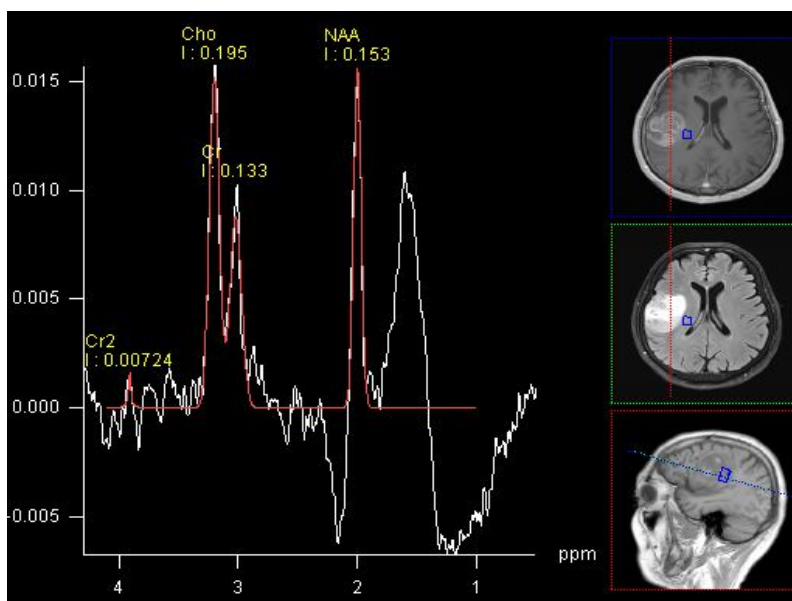 Cho
I : 0.195
NAA
I : 0.153
0.015
Cr
I : 0.133
0.010
0.005
Cr2
I : 0.00724
0.000
-0.005
ppm
4
3
2
1